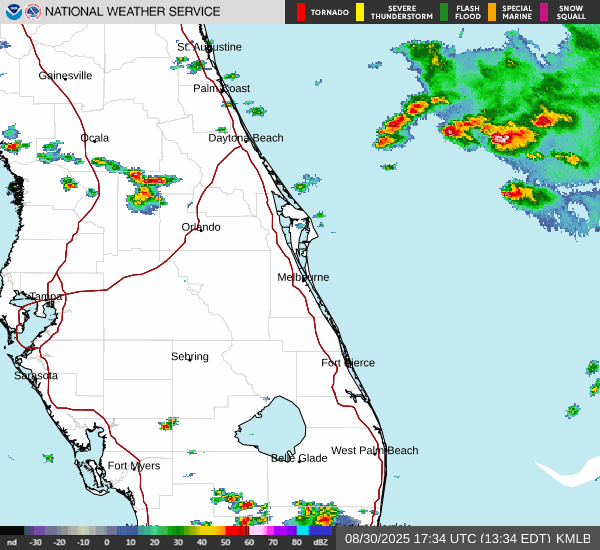 NATIONAL WEATHER SERVICE
TORNADO
SEVERE THUNDERSTORM
FLASH FLOOD
SPECIAL MARINE
SNOW SQUALL
St. Augustine
Gainesville
Palm Coast
Ocala
Daytona Beach
Orlando
Melbourne
Tampa
Sebring
Fort Pierce
Sarasota
West Palm Beach
Belle Glade
Fort Myers
nd -30 -20 -10 0 10 20 30 40 50 60 70 80 dBZ
08/30/2025 17:34 UTC (13:34 EDT) KMLB